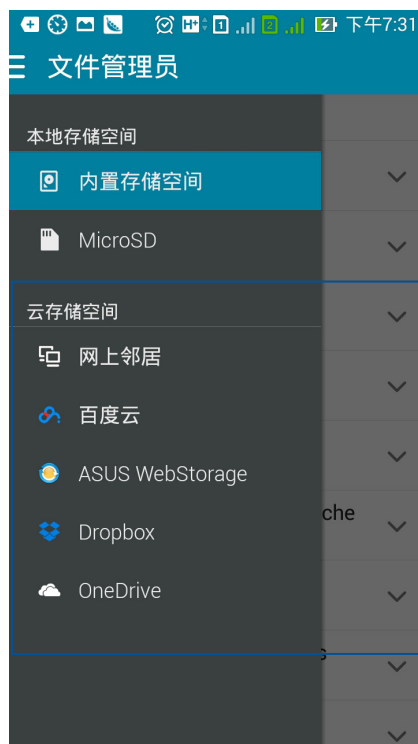 H+ 1 2 下午7:31
文件管理员
本地存储空间
内置存储空间
MicroSD
云存储空间
网上邻居
百度云
ASUS WebStorage
che
Dropbox
OneDrive
s